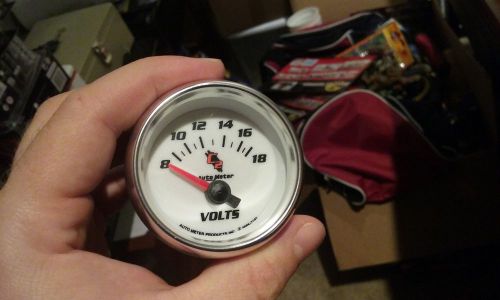 8 10 12 14 16 18
Auto Meter
VOLTS
AUTO METER PRODUCTS INC.